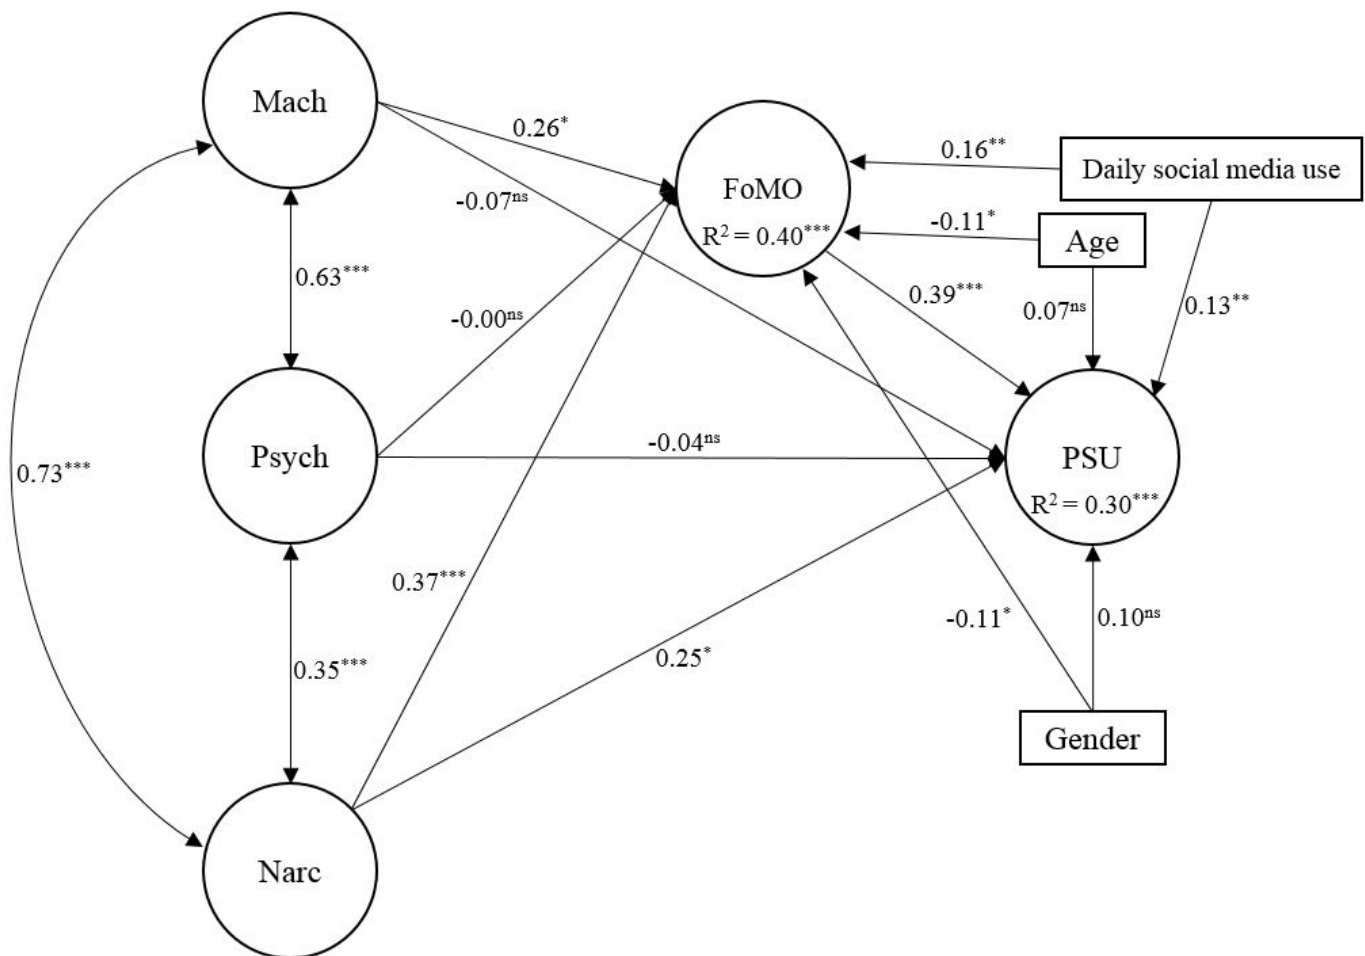 Mach
0.26*
FoMO
R² = 0.40***
0.16**
Daily social media use
-0.07ns
-0.11*
Age
0.63***
0.39***
0.07ns
0.13**
-0.00ns
Psych
-0.04ns
PSU
R² = 0.30***
0.73***
0.37***
-0.11*
0.10ns
0.35***
0.25*
Gender
Narc